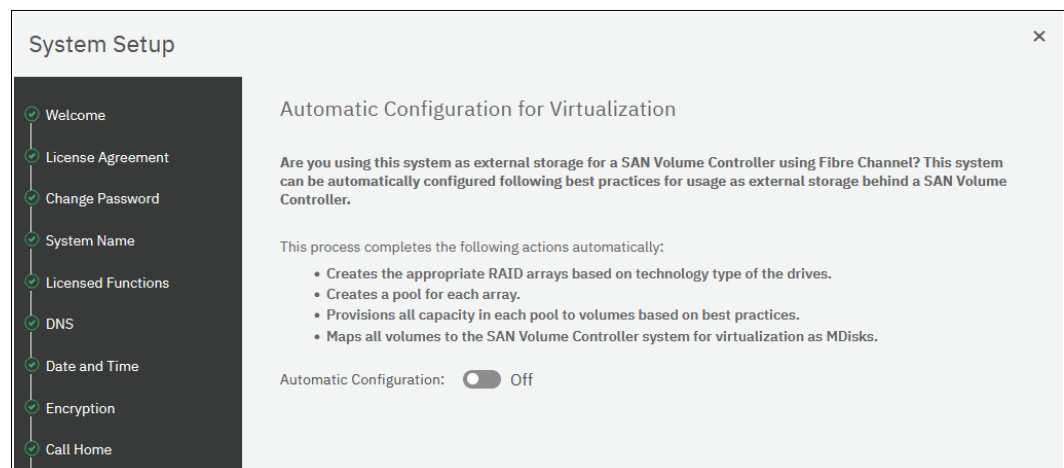 System Setup
Welcome
License Agreement
Change Password
System Name
Licensed Functions
DNS
Date and Time
Encryption
Call Home
Automatic Configuration for Virtualization
Are you using this system as external storage for a SAN Volume Controller using Fibre Channel? This system
can be automatically configured following best practices for usage as external storage behind a SAN Volume
Controller.
This process completes the following actions automatically:
• Creates the appropriate RAID arrays based on technology type of the drives.
• Creates a pool for each array.
• Provisions all capacity in each pool to volumes based on best practices.
• Maps all volumes to the SAN Volume Controller system for virtualization as MDisks.
Automatic Configuration: Off